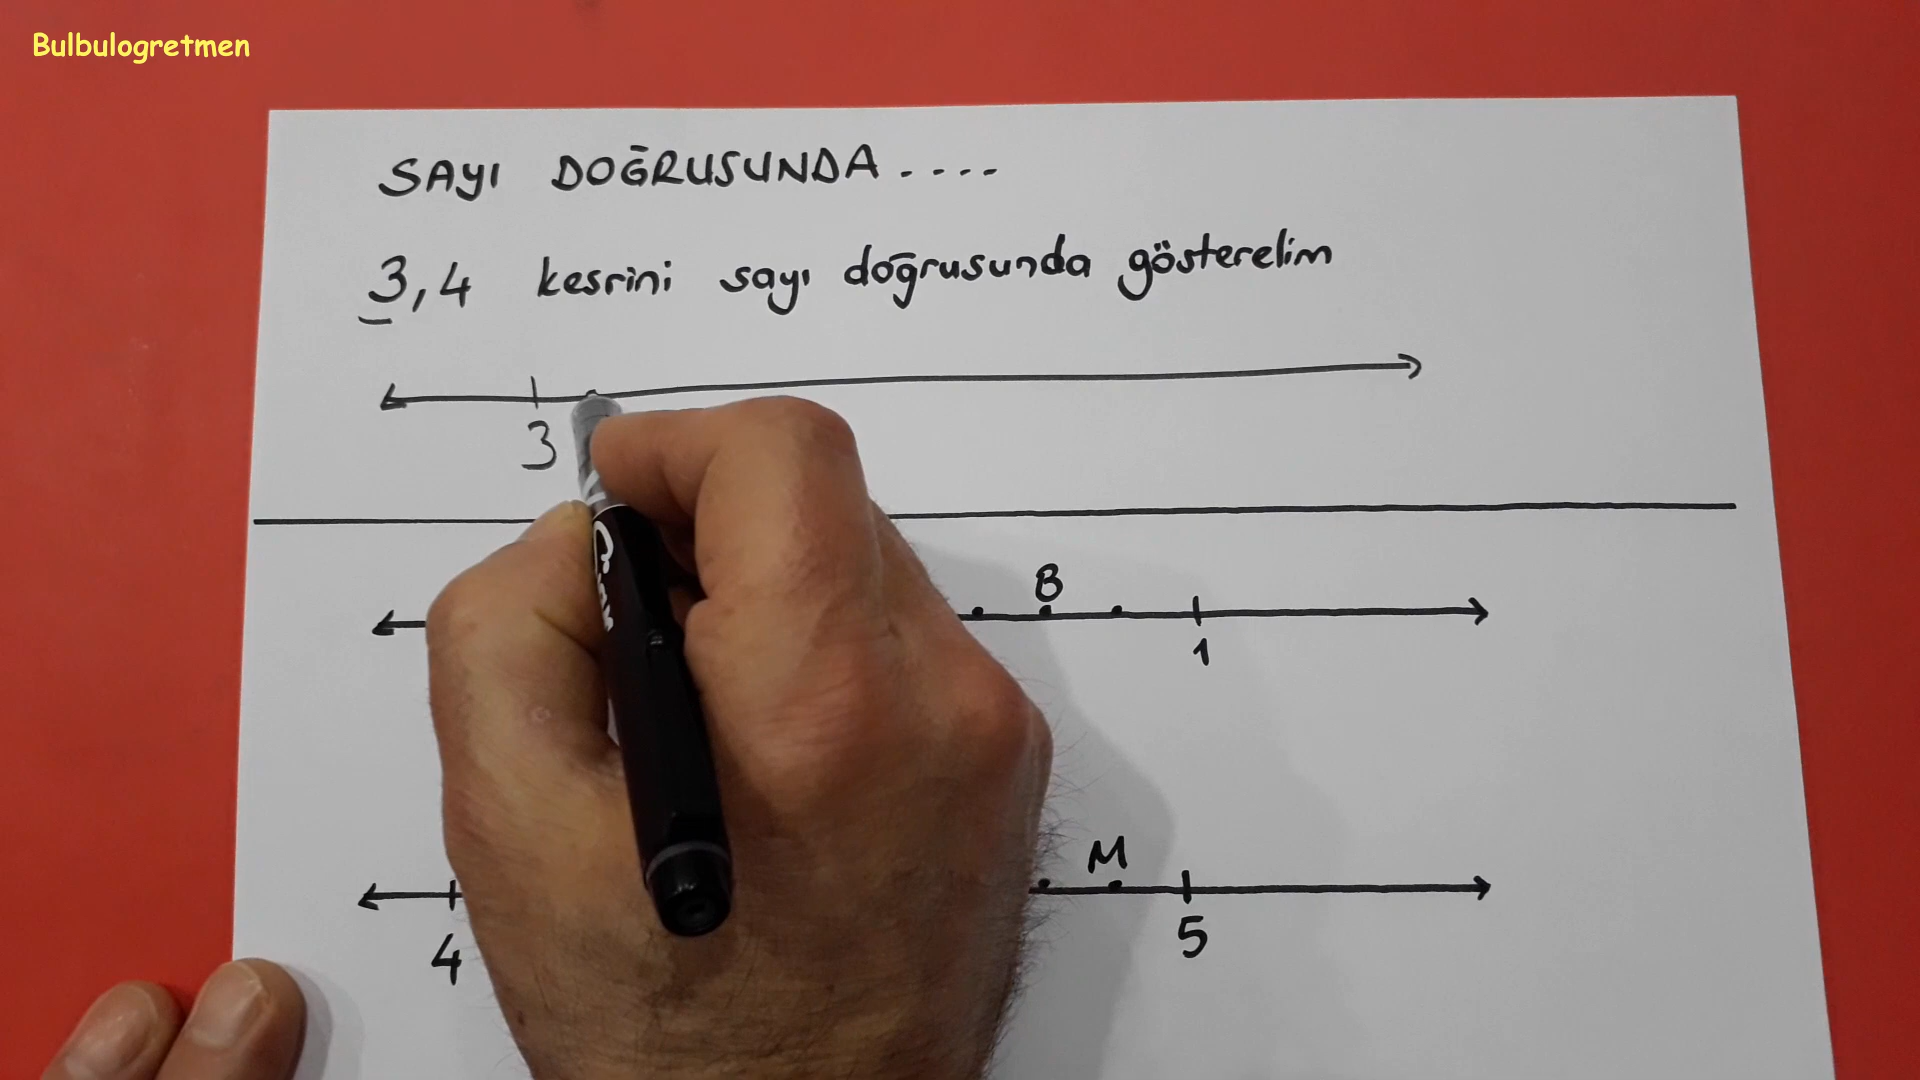 Bulbulogretmen
SAYI DOĞRUSUNDA....
3,4 kesrini sayı doğrusunda gösterelim
3
B
1
M
4
5